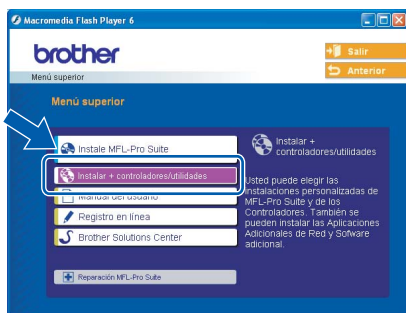 Macromedia Flash Player 6
brother
Salir
Menú superior
Anterior
Menú superior
Instale MFL-Pro Suite
Instalar + controladores/utilidades
Manual del usuario
Registro en línea
Brother Solutions Center
Reparación MFL-Pro Suite
Instalar +
controladores/utilidades
Usted puede elegir las
instalaciones personalizadas de
MFL-Pro Suite y de los
Controladores. También se
pueden instalar las Aplicaciones
Adicionales de Red y Sofware
adicional.